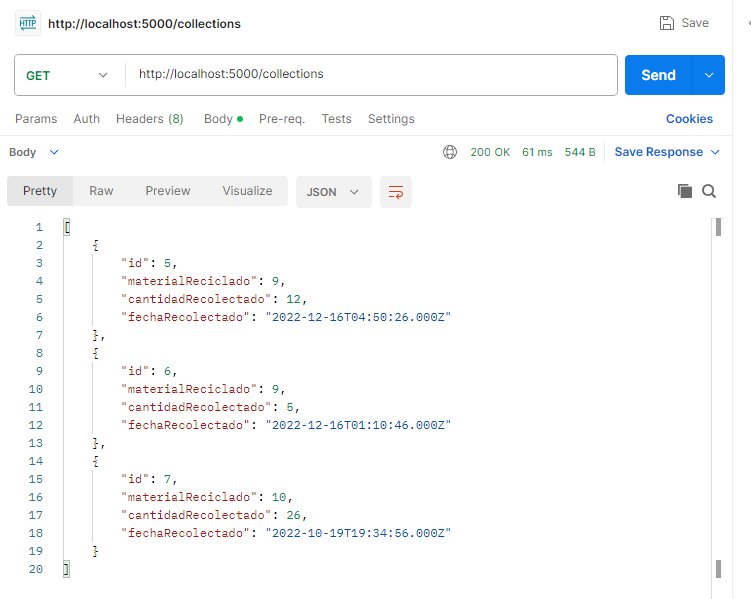 HTTP http://localhost:5000/collections Save
GET http://localhost:5000/collections Send
Params Auth Headers (8) Body Pre-req. Tests Settings Cookies
Body 200 OK 61 ms 544 B Save Response
Pretty Raw Preview Visualize JSON
1 [
2 {
3 "id": 5,
4 "materialReciclado": 9,
5 "cantidadRecolectado": 12,
6 "fechaRecolectado": "2022-12-16T04:50:26.000Z"
7 },
8 {
9 "id": 6,
10 "materialReciclado": 9,
11 "cantidadRecolectado": 5,
12 "fechaRecolectado": "2022-12-16T01:10:46.000Z"
13 },
14 {
15 "id": 7,
16 "materialReciclado": 10,
17 "cantidadRecolectado": 26,
18 "fechaRecolectado": "2022-10-19T19:34:56.000Z"
19 }
20 ]